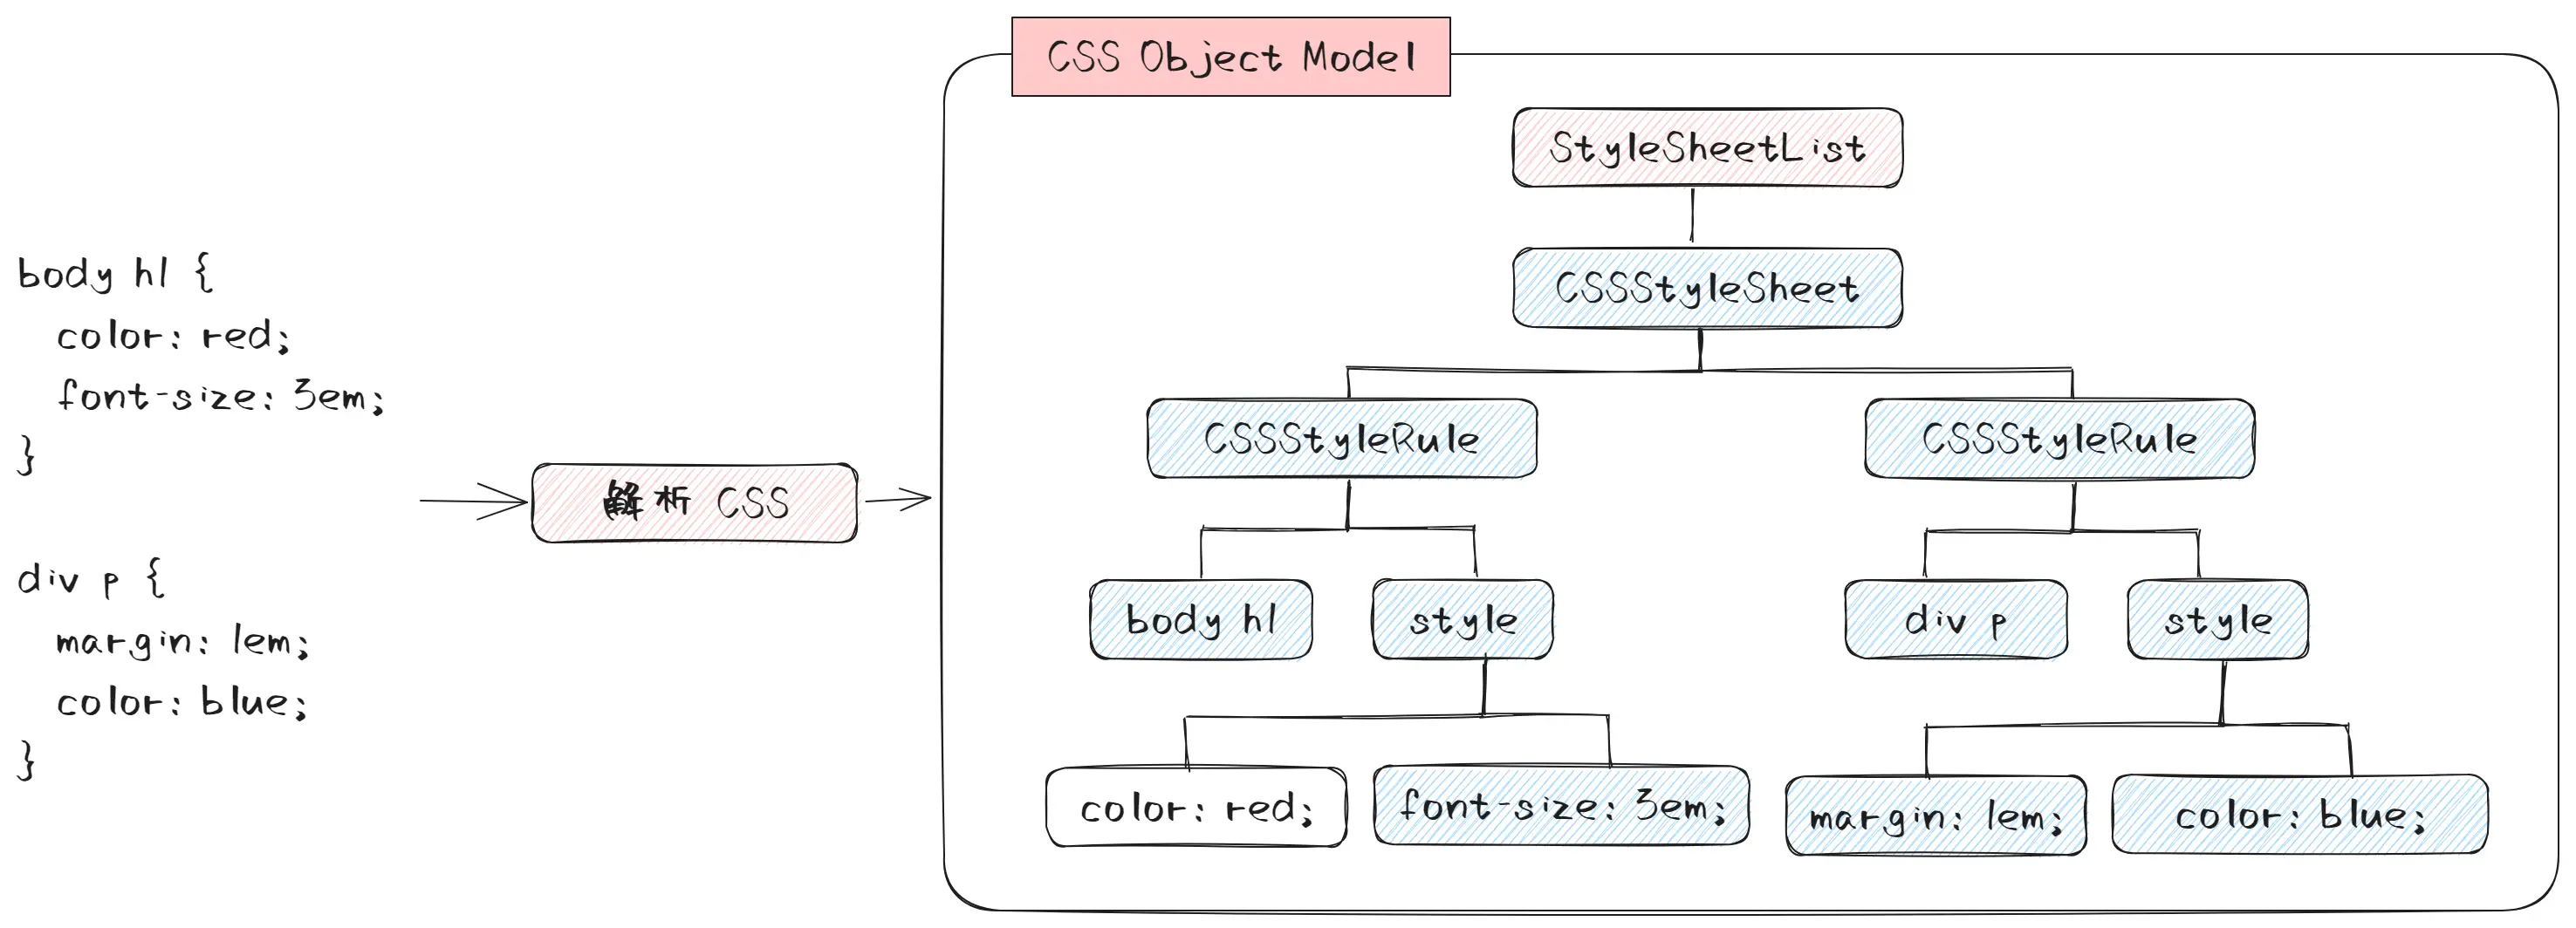 body h1 {
color: red;
font-size: 3em;
}
div p {
margin: 1em;
color: blue;
}
解析 CSS
CSS Object Model
StyleSheetList
CSSStyleSheet
CSSStyleRule
CSSStyleRule
body h1
style
div p
style
color: red;
font-size: 3em;
margin: 1em;
color: blue;